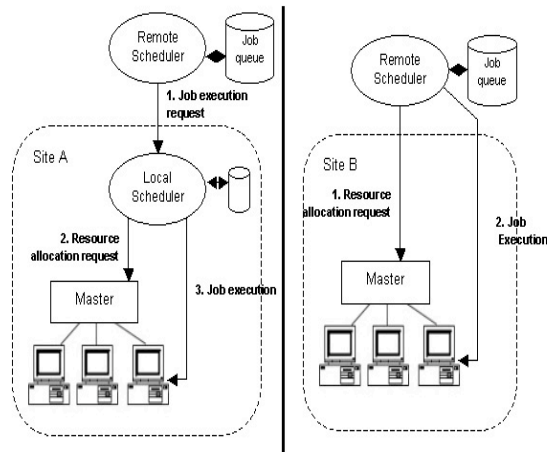 Remote
Scheduler
Job
queue
1. Job execution
request
Site A
Local
Scheduler
2. Resource
allocation request
3. Job execution
Master
Remote
Scheduler
Job
queue
Site B
1. Resource
allocation request
2. Job
Execution
Master